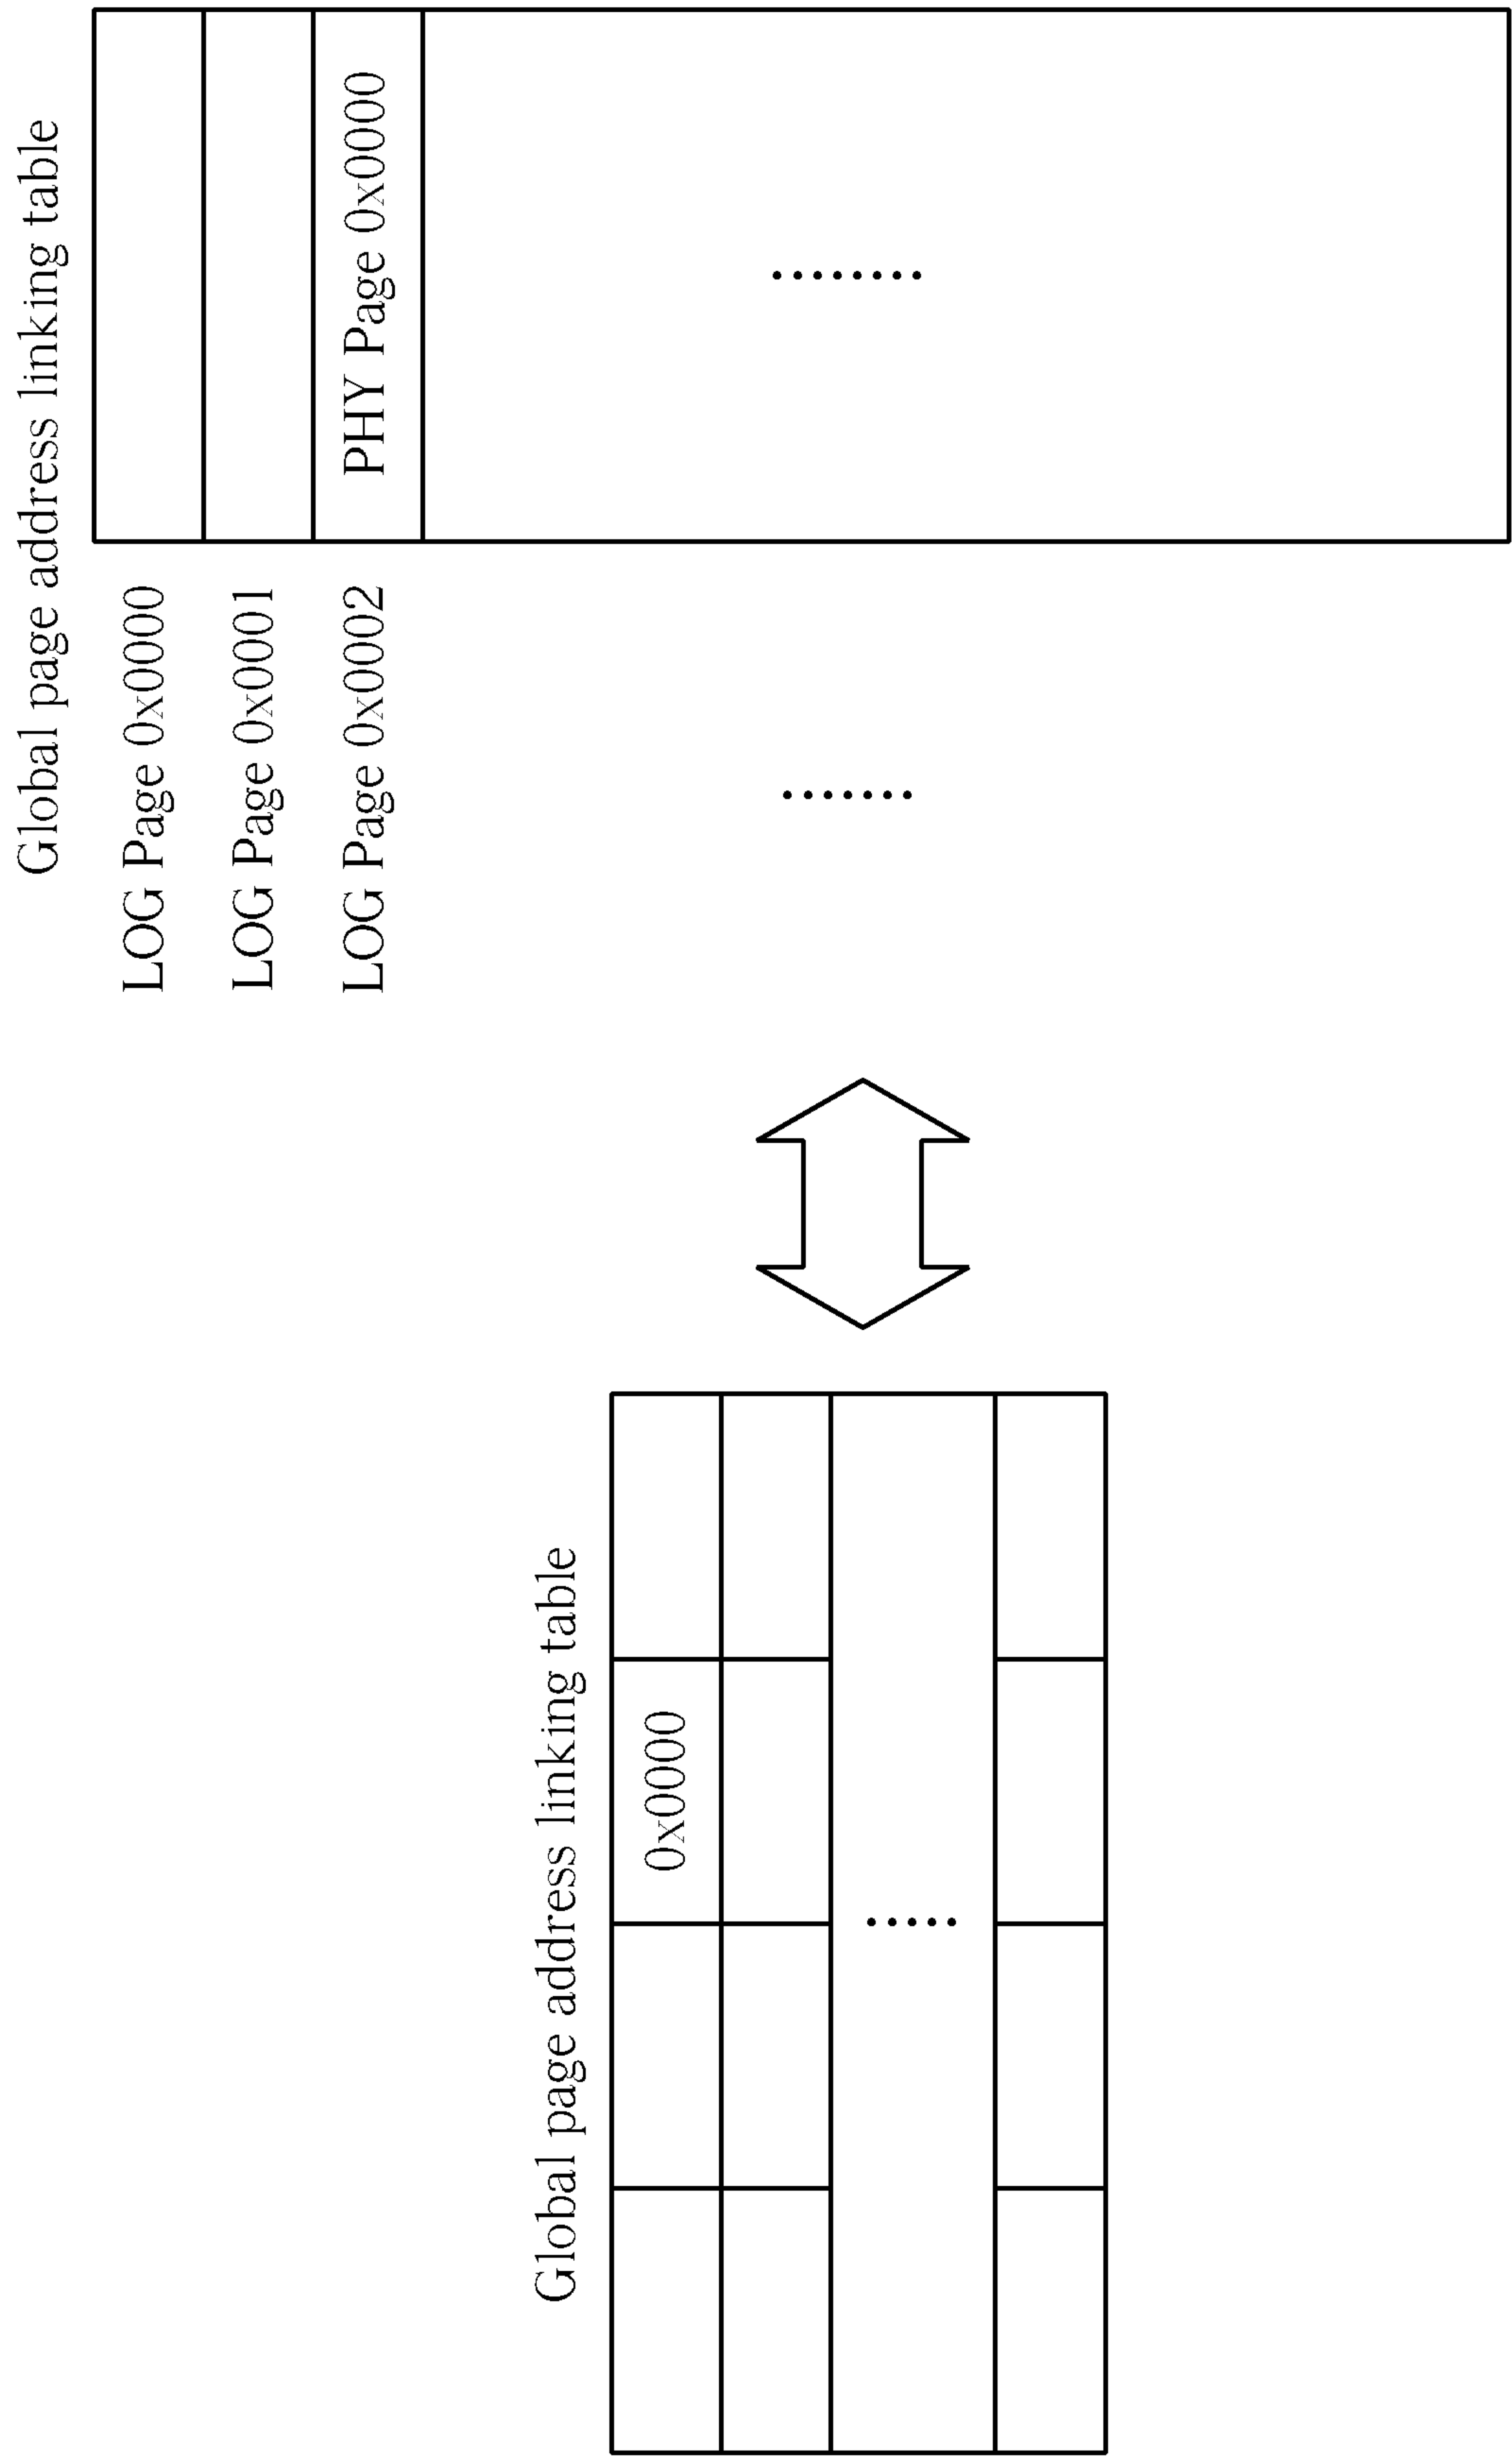 Global page address linking table
0x0000
.....
Global page address linking table
LOG Page 0x0000
LOG Page 0x0001
LOG Page 0x0002 PHY Page 0x0000
....... ........